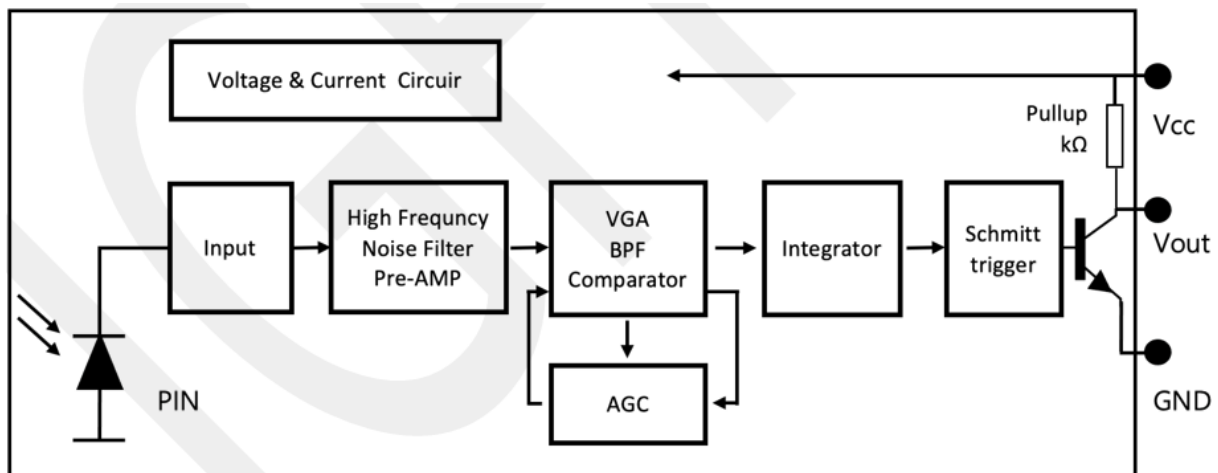 Voltage & Current Circuir
Pullup
kΩ
Vcc
Input
High Frequncy
Noise Filter
Pre-AMP
VGA
BPF
Comparator
Integrator
Schmitt
trigger
Vout
AGC
PIN
GND